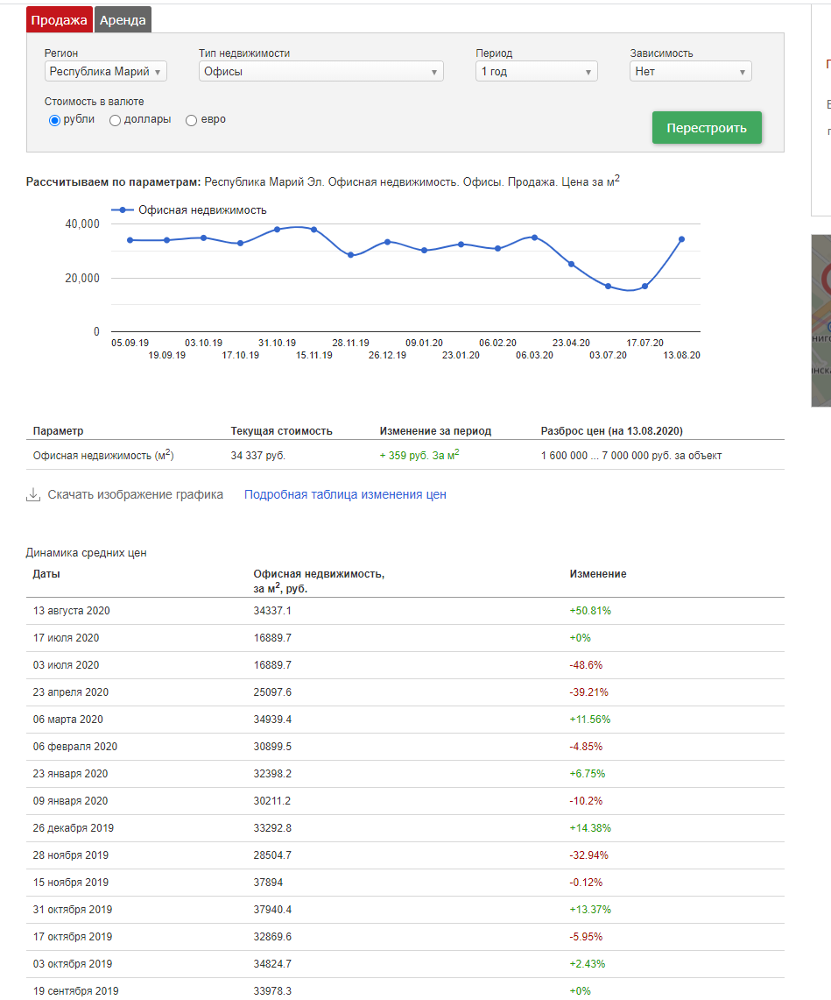 Продажа Аренда
Регион Тип недвижимости Период Зависимость
Республика Марий Офисы 1 год Нет
Стоимость в валюте
рубли доллары евро
Перестроить
Рассчитываем по параметрам: Республика Марий Эл. Офисная недвижимость. Офисы. Продажа. Цена за м2
Офисная недвижимость
40,000
20,000
0
05.09.19 03.10.19 31.10.19 28.11.19 09.01.20 06.02.20 23.04.20 17.07.20
19.09.19 17.10.19 15.11.19 26.12.19 23.01.20 06.03.20 03.07.20 13.08.20
Параметр Текущая стоимость Изменение за период Разброс цен (на 13.08.2020)
Офисная недвижимость (м2) 34 337 руб. + 359 руб. За м2 1 600 000 ... 7 000 000 руб. за объект
Скачать изображение графика Подробная таблица изменения цен
Динамика средних цен
Даты Офисная недвижимость, Изменение
за м2, руб.
13 августа 2020 34337.1 +50.81%
17 июля 2020 16889.7 +0%
03 июля 2020 16889.7 -48.6%
23 апреля 2020 25097.6 -39.21%
06 марта 2020 34939.4 +11.56%
06 февраля 2020 30899.5 -4.85%
23 января 2020 32398.2 +6.75%
09 января 2020 30211.2 -10.2%
26 декабря 2019 33292.8 +14.38%
28 ноября 2019 28504.7 -32.94%
15 ноября 2019 37894 -0.12%
31 октября 2019 37940.4 +13.37%
17 октября 2019 32869.6 -5.95%
03 октября 2019 34824.7 +2.43%
19 сентября 2019 33978.3 +0%